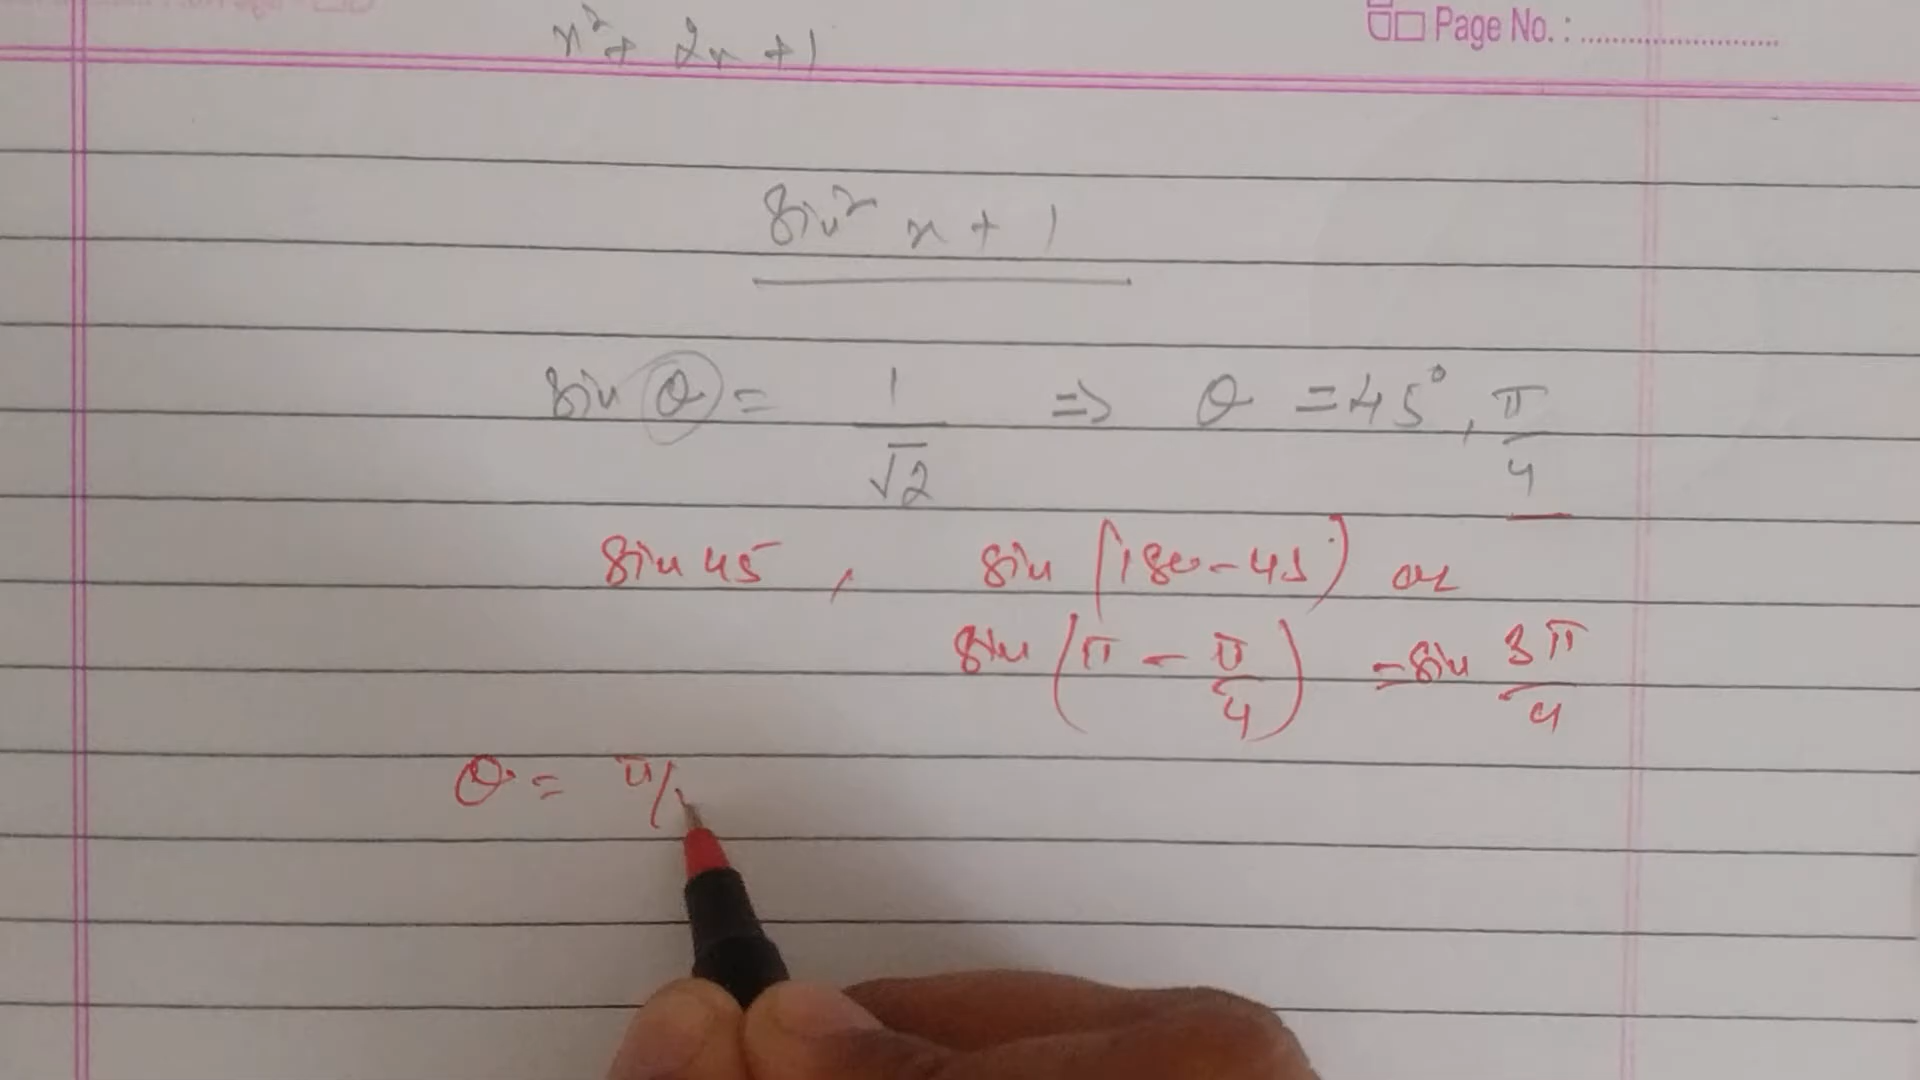 Page No. : ........................
x² + 2x + 1
sin² x + 1
sin θ = 1/√2 ⇒ θ = 45°, π/4
sin 45 , sin (180 - 45) or
sin (π - π/4) = sin 3π/4
θ = π/